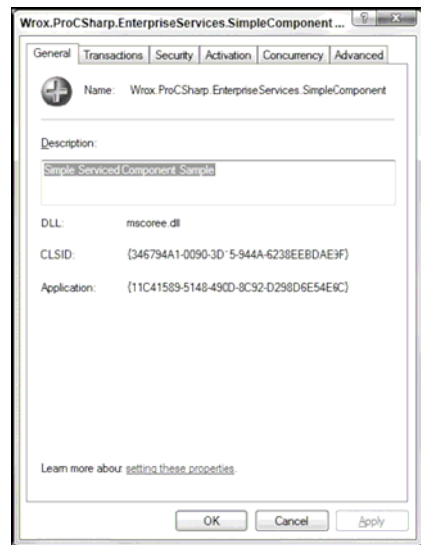 Wrox.ProCSharp.EnterpriseServices.SimpleComponent ...
General Transactions Security Activation Concurrency Advanced
Name: Wrox.ProCSharp.EnterpriseServices.SimpleComponent
Description:
Simple Serviced Component Sample
DLL: mscoree.dll
CLSID:
Application: {11C41589-5148-490D-8C92-D298D6E54E6C}
Learn more about setting these properties.
OK Cancel Apply